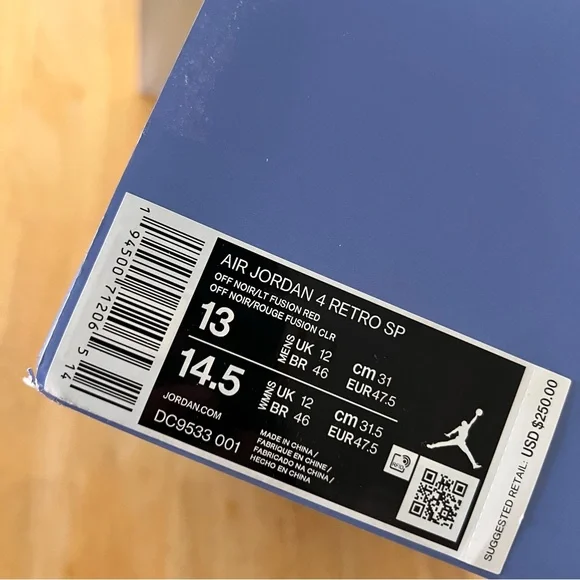 1 94500 71206 5 14
AIR JORDAN 4 RETRO SP
OFF NOIR/LT FUSION RED
OFF NOIR/ROUGE FUSION CLR
13 MENS UK 12 cm 31
BR 46 EUR 47.5
14.5 WMNS UK 12 cm 31.5
BR 46 EUR 47.5
JORDAN.COM
DC9533 001
MADE IN CHINA /
FABRIQUE EN CHINE /
FABRICADO NA CHINA /
HECHO EN CHINA
RFID
SUGGESTED RETAIL: USD $250.00